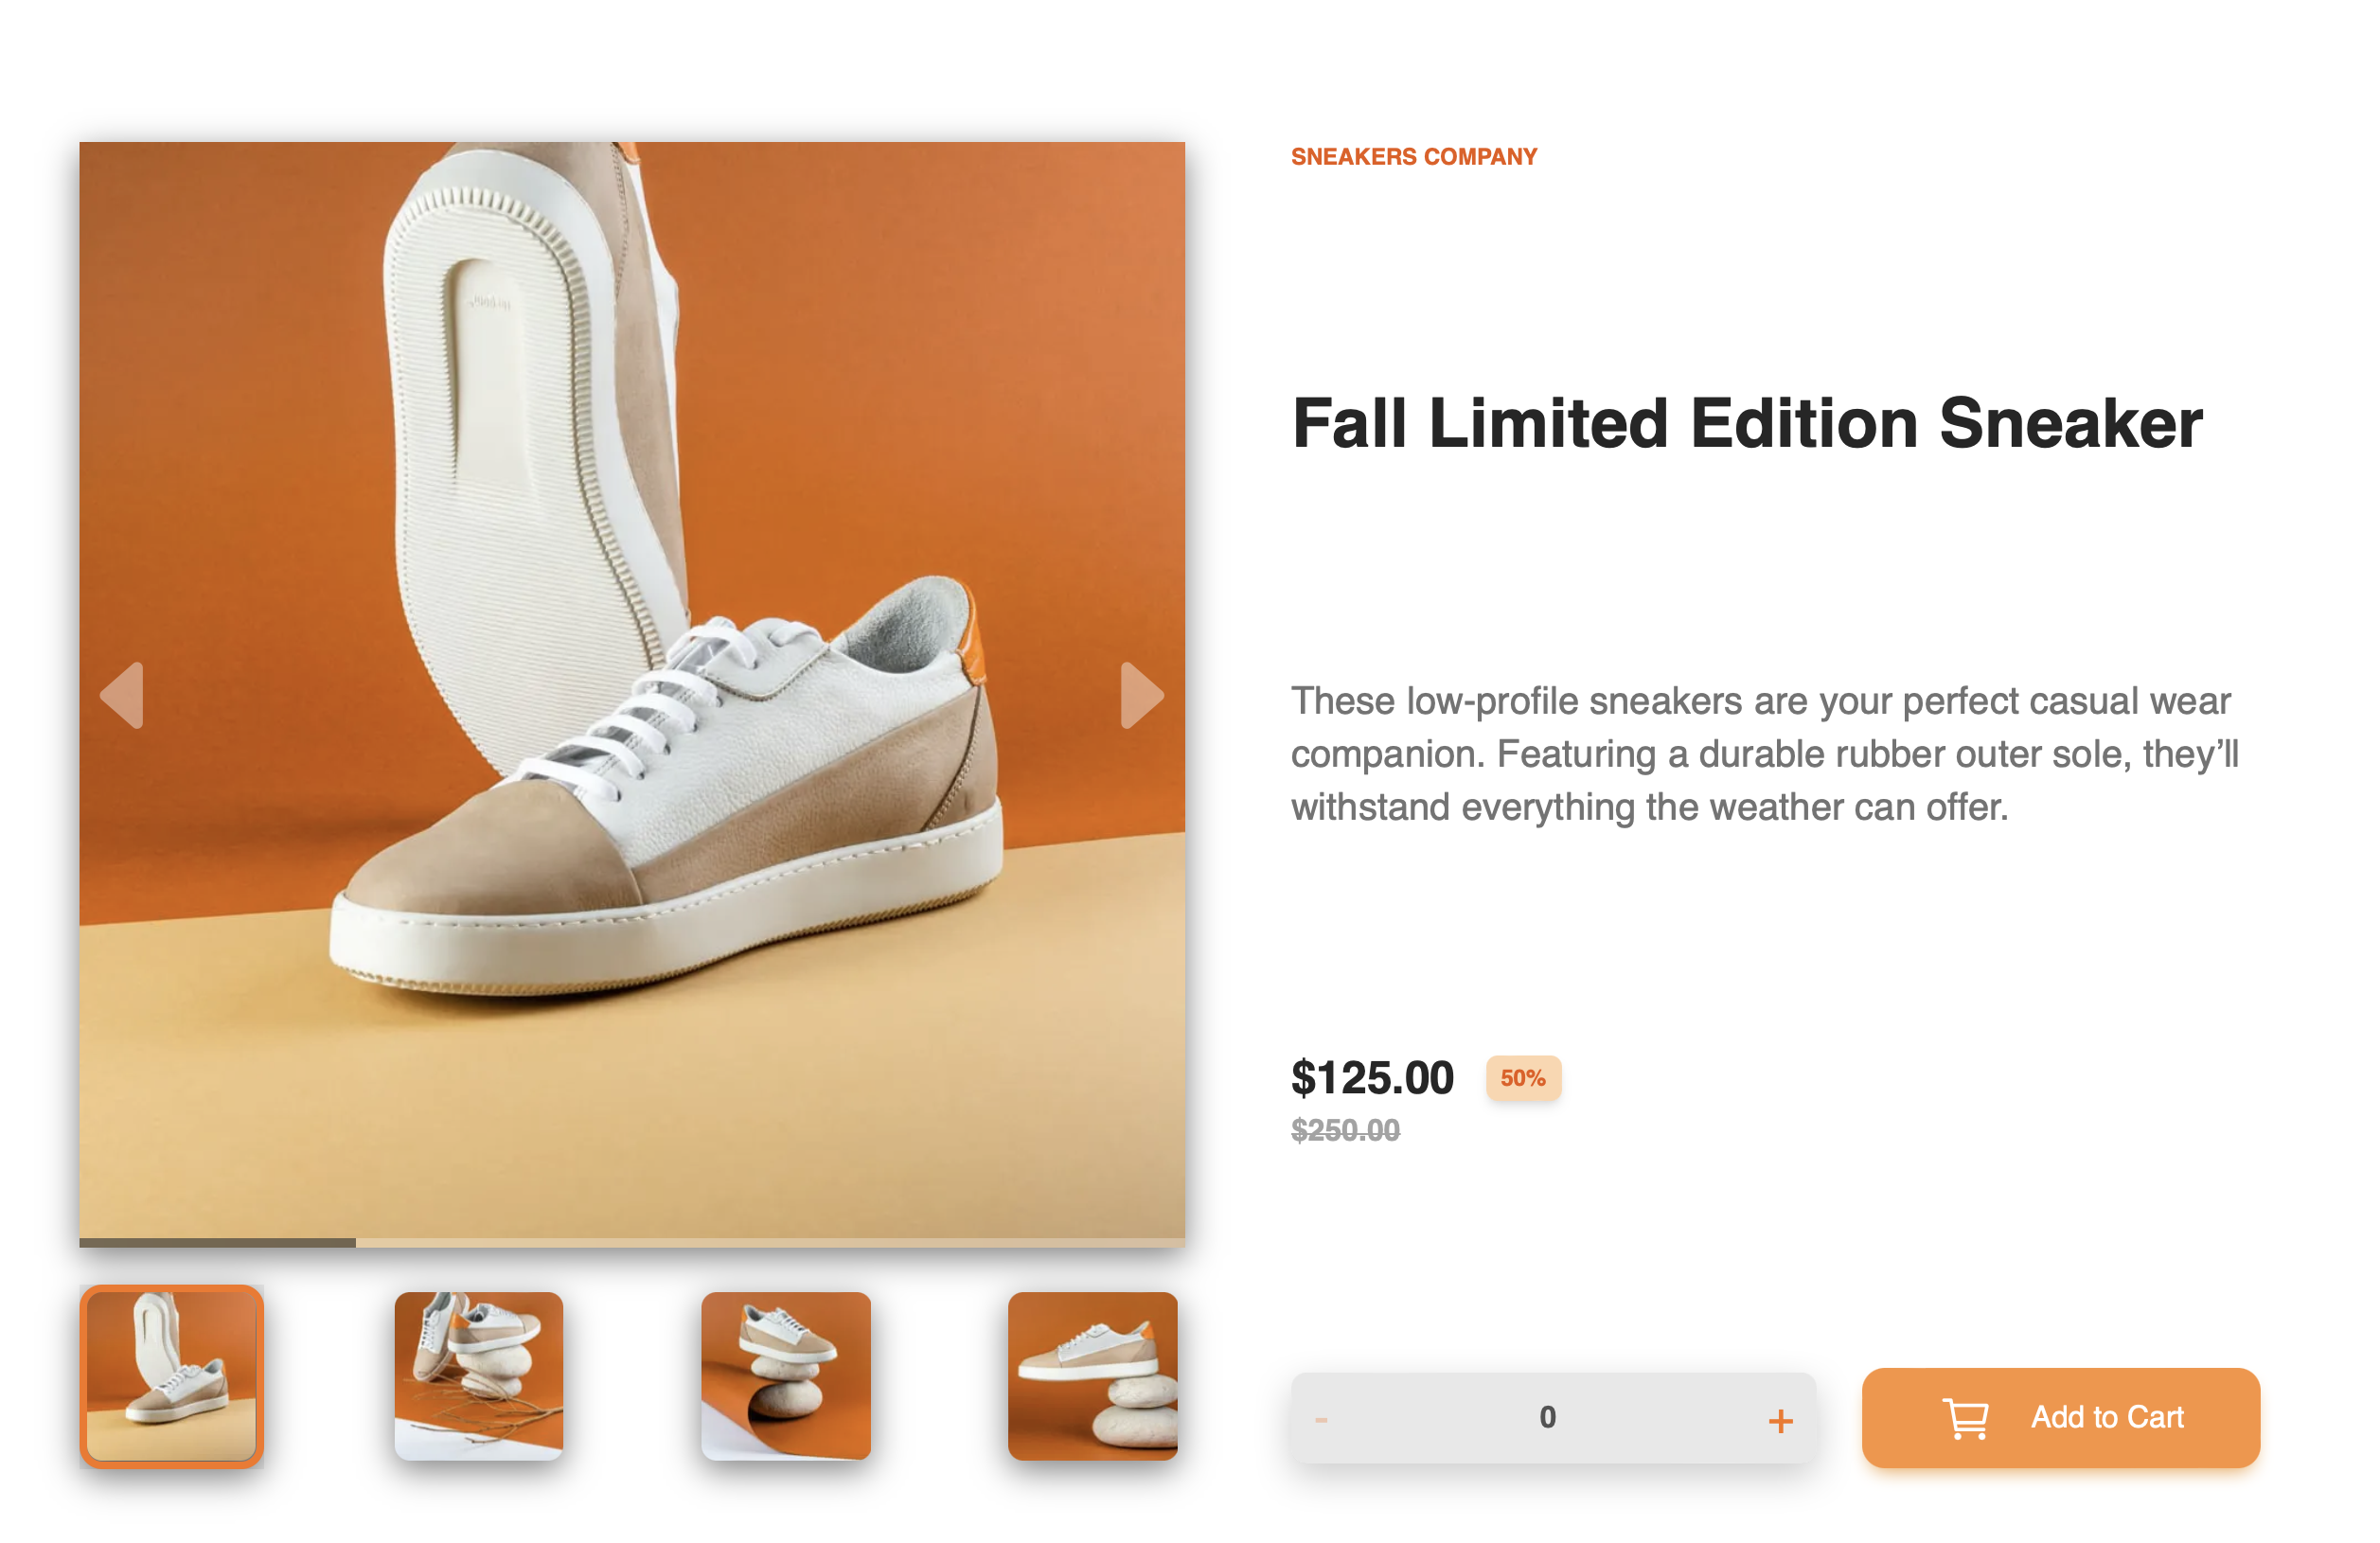 SNEAKERS COMPANY
Fall Limited Edition Sneaker
These low-profile sneakers are your perfect casual wear
companion. Featuring a durable rubber outer sole, they’ll
withstand everything the weather can offer.
$125.00 50%
$250.00
- 0 +
Add to Cart